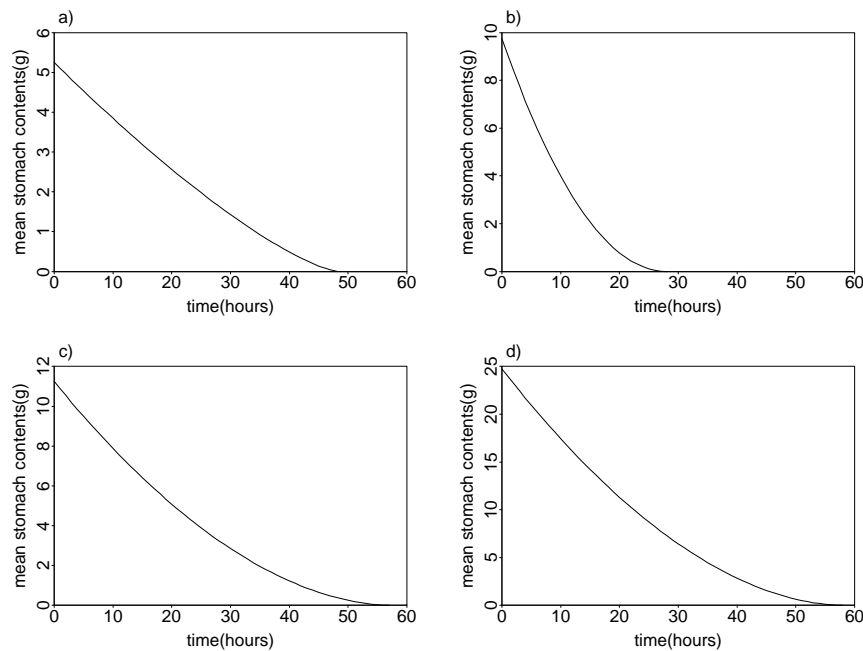 a)
mean stomach contents(g)
0 1 2 3 4 5 6
0 10 20 30 40 50 60
time(hours)
b)
mean stomach contents(g)
0 2 4 6 8 10
0 10 20 30 40 50 60
time(hours)
c)
mean stomach contents(g)
0 2 4 6 8 10 12
0 10 20 30 40 50 60
time(hours)
d)
mean stomach contents(g)
0 5 10 15 20 25
0 10 20 30 40 50 60
time(hours)